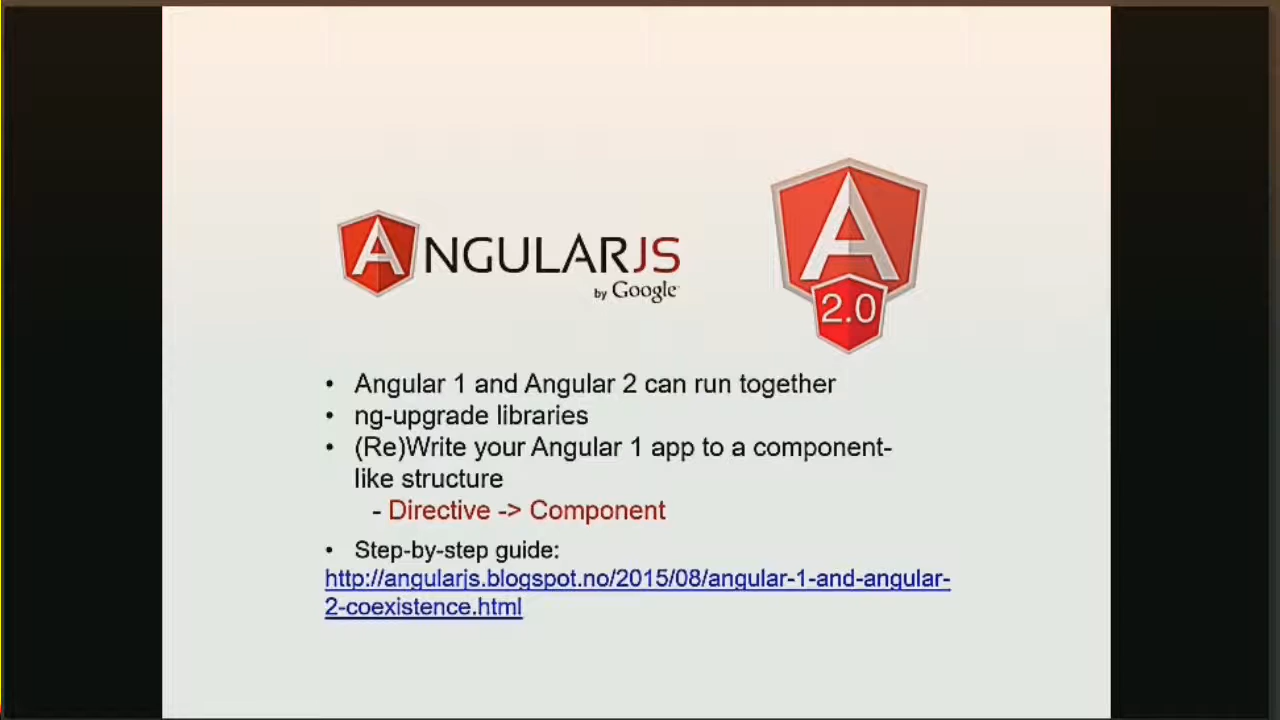 ANGULARJS
by Google
2.0
• Angular 1 and Angular 2 can run together
• ng-upgrade libraries
• (Re)Write your Angular 1 app to a component-
like structure
- Directive -> Component
• Step-by-step guide:
http://angularjs.blogspot.no/2015/08/angular-1-and-angular-
2-coexistence.html